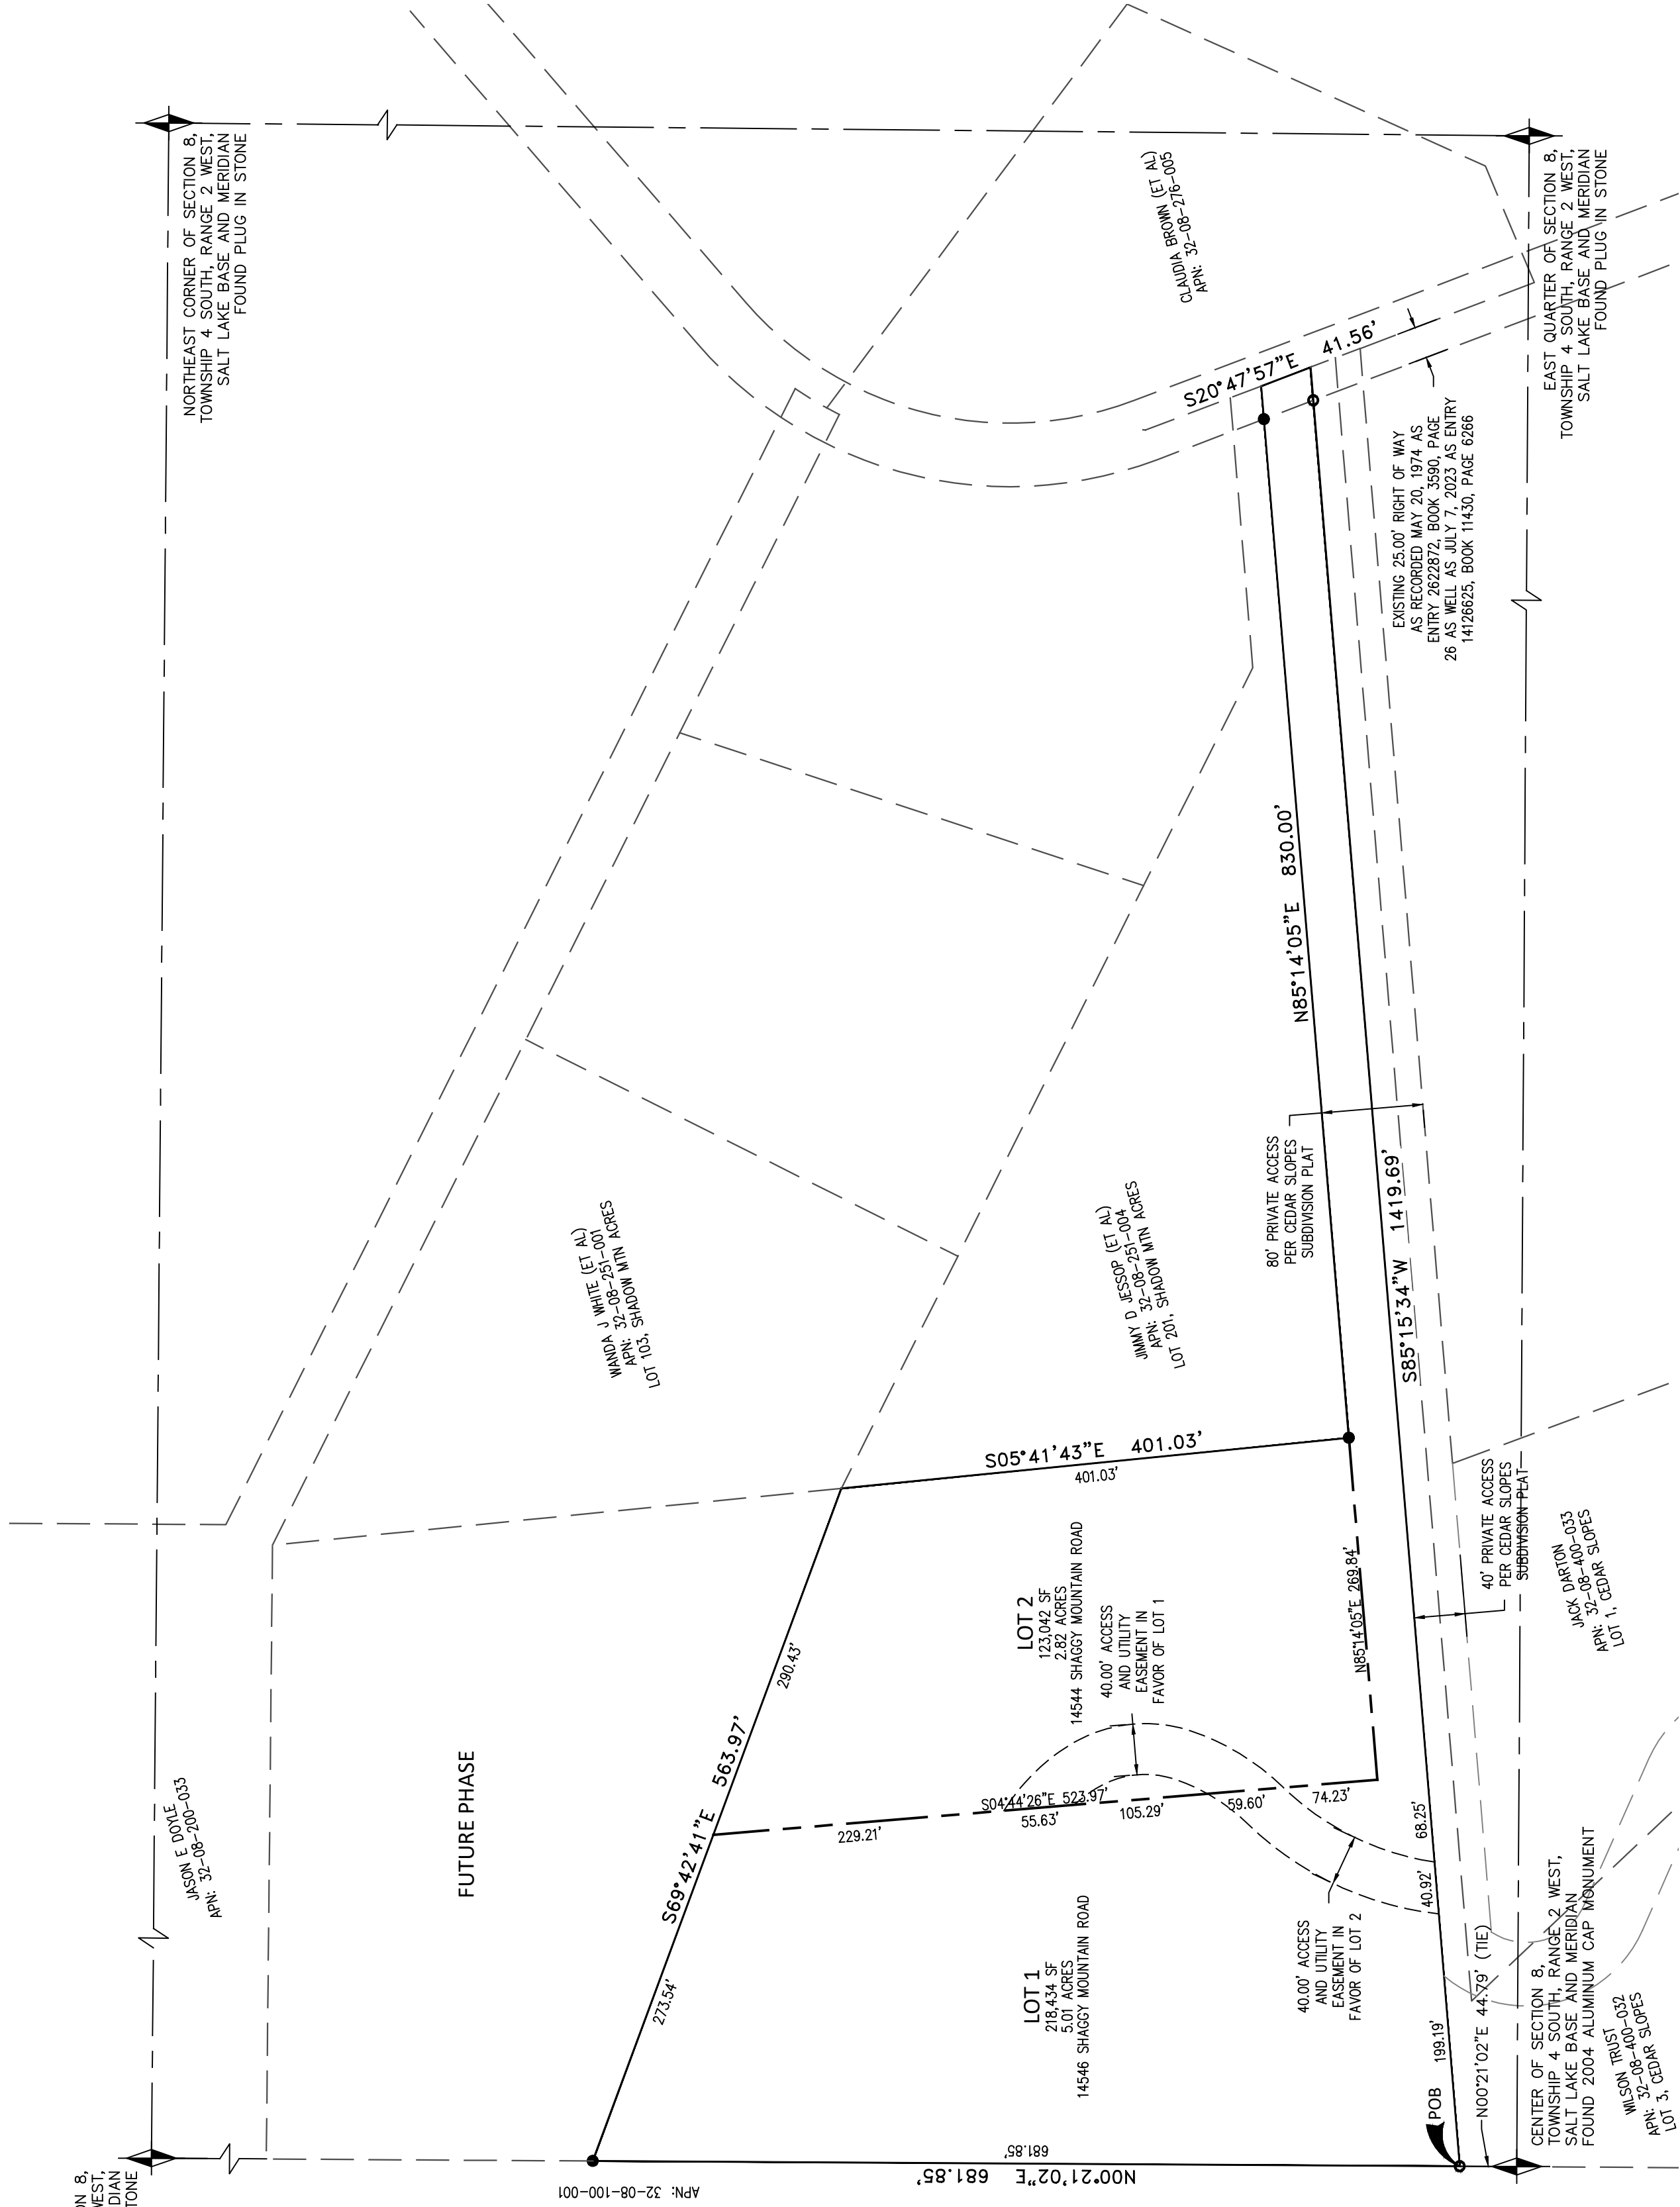 NORTHEAST CORNER OF SECTION 8,
TOWNSHIP 4 SOUTH, RANGE 2 WEST,
SALT LAKE BASE AND MERIDIAN
FOUND PLUG IN STONE
CLAUDIA BROWN (ET AL)
APN: 32-08-276-005
EAST QUARTER OF SECTION 8,
TOWNSHIP 4 SOUTH, RANGE 2 WEST,
SALT LAKE BASE AND MERIDIAN
FOUND PLUG IN STONE
S20°47'57"E 41.56'
EXISTING 25.00' RIGHT OF WAY
AS RECORDED MAY 20, 1974 AS
ENTRY 2622872, BOOK 3590, PAGE
26 AS WELL AS JULY 7, 2023 AS ENTRY
14126625, BOOK 11430, PAGE 6266
N85°14'05"E 830.00'
S85°15'34"W 1419.69'
80' PRIVATE ACCESS
PER CEDAR SLOPES
SUBDIVISION PLAT
WANDA J WHITE (ET AL)
APN: 32-08-251-001
LOT 103, SHADOW MTN ACRES
JIMMY D JESSOP (ET AL)
APN: 32-08-251-004
LOT 201, SHADOW MTN ACRES
S05°41'43"E 401.03'
401.03'
40' PRIVATE ACCESS
PER CEDAR SLOPES
SUBDIVISION PLAT
JACK DARTON
APN: 32-08-400-033
LOT 1, CEDAR SLOPES
LOT 2
123,042 SF
2.82 ACRES
14544 SHAGGY MOUNTAIN ROAD
40.00' ACCESS
AND UTILITY
EASEMENT IN
FAVOR OF LOT 1
N85°14'05"E 269.84'
290.43'
S69°42'41"E 563.97'
273.54'
FUTURE PHASE
JASON E DOYLE
APN: 32-08-200-033
S04°44'26"E 523.97'
229.21'
55.63'
105.29'
59.60'
74.23'
68.25'
40.92'
199.19'
LOT 1
218,434 SF
5.01 ACRES
14546 SHAGGY MOUNTAIN ROAD
40.00' ACCESS
AND UTILITY
EASEMENT IN
FAVOR OF LOT 2
N00°21'02"E 44.79' (TIE)
POB
CENTER OF SECTION 8,
TOWNSHIP 4 SOUTH, RANGE 2 WEST,
SALT LAKE BASE AND MERIDIAN
FOUND 2004 ALUMINUM CAP MONUMENT
WILSON TRUST
APN: 32-08-400-032
LOT 3, CEDAR SLOPES
681.85'
N00°21'02"E 681.85'
APN: 32-08-100-001
ON 8,
WEST,
DIAN
TONE